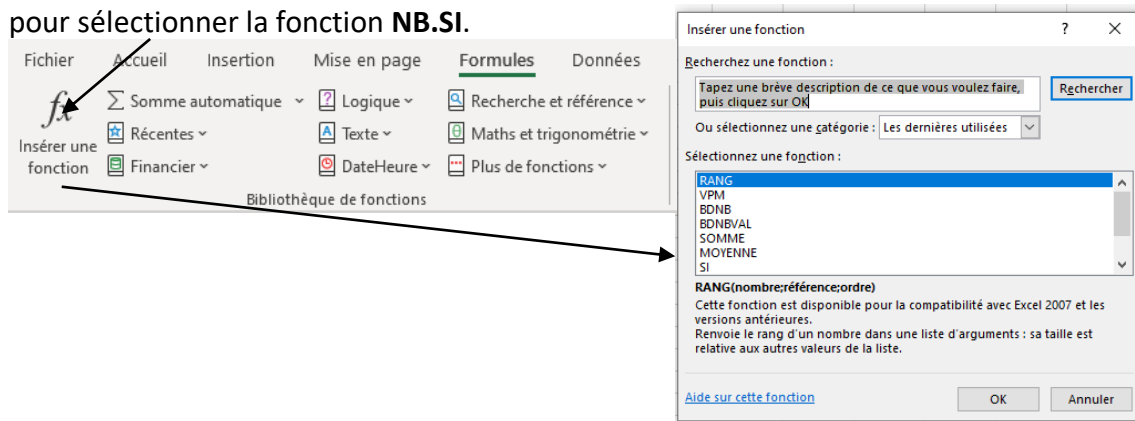 pour sélectionner la fonction NB.SI.
Fichier Accueil Insertion Mise en page Formules Données
fx Insérer une fonction
Somme automatique
Récentes
Financier
Logique
Texte
DateHeure
Recherche et référence
Maths et trigonométrie
Plus de fonctions
Bibliothèque de fonctions
Insérer une fonction ? X
Recherchez une fonction :
Tapez une brève description de ce que vous voulez faire,
puis cliquez sur OK
Rechercher
Ou sélectionnez une catégorie : Les dernières utilisées
Sélectionnez une fonction :
RANG
VPM
BDNB
BDNBVAL
SOMME
MOYENNE
SI
RANG(nombre;référence;ordre)
Cette fonction est disponible pour la compatibilité avec Excel 2007 et les
versions antérieures.
Renvoie le rang d'un nombre dans une liste d'arguments : sa taille est
relative aux autres valeurs de la liste.
Aide sur cette fonction
OK Annuler